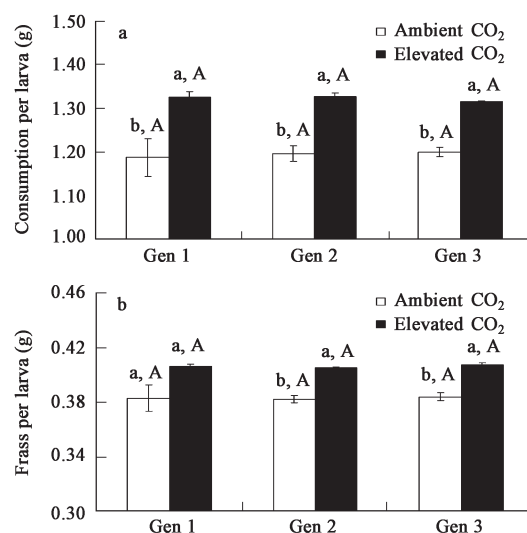 a
Ambient CO₂
Elevated CO₂
Consumption per larva (g)
1.50
1.40
1.30
1.20
1.10
1.00
b, A
a, A
b, A
a, A
b, A
a, A
Gen 1
Gen 2
Gen 3
b
Ambient CO₂
Elevated CO₂
Frass per larva (g)
0.46
0.42
0.38
0.34
0.30
a, A
a, A
b, A
a, A
b, A
a, A
Gen 1
Gen 2
Gen 3